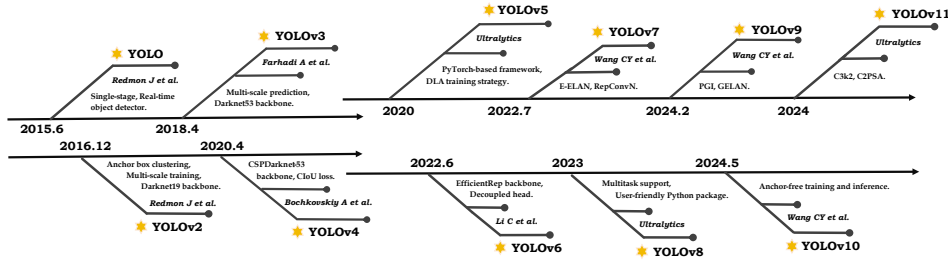 YOLO
Redmon J et al.
Single-stage, Real-time
object detector.
2015.6
YOLOv3
Farhadi A et al.
Multi-scale prediction,
Darknet53 backbone.
2018.4
YOLOv5
Ultralytics
PyTorch-based framework,
DLA training strategy.
2020
YOLOv7
Wang CY et al.
E-ELAN, RepConvN.
2022.7
YOLOv9
Wang CY et al.
PGI, GELAN.
2024.2
YOLOv11
Ultralytics
C3k2, C2PSA.
2024
2016.12
Anchor box clustering,
Multi-scale training,
Darknet19 backbone.
Redmon J et al.
YOLOv2
2020.4
CSPDarknet53
backbone, CIoU loss.
Bochkovskiy A et al.
YOLOv4
2022.6
EfficientRep backbone,
Decoupled head.
Li C et al.
YOLOv6
2023
Multitask support,
User-friendly Python package.
Ultralytics
YOLOv8
2024.5
Anchor-free training and inference.
Wang CY et al.
YOLOv10